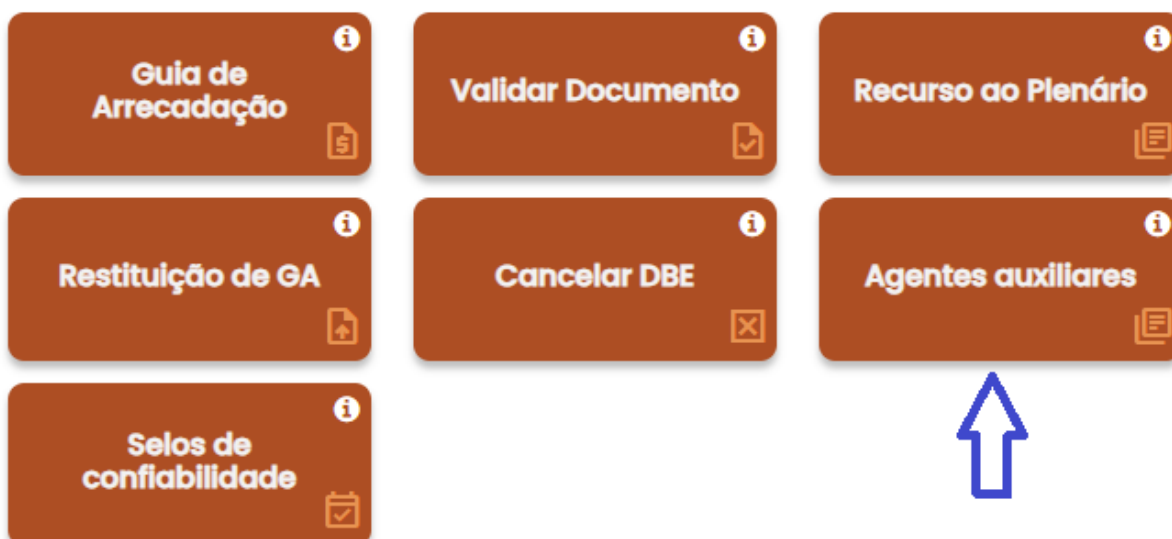 Guia de
Arrecadação
Validar Documento
Recurso ao Plenário
Restituição de GA
Cancelar DBE
Agentes auxiliares
Selos de
confiabilidade